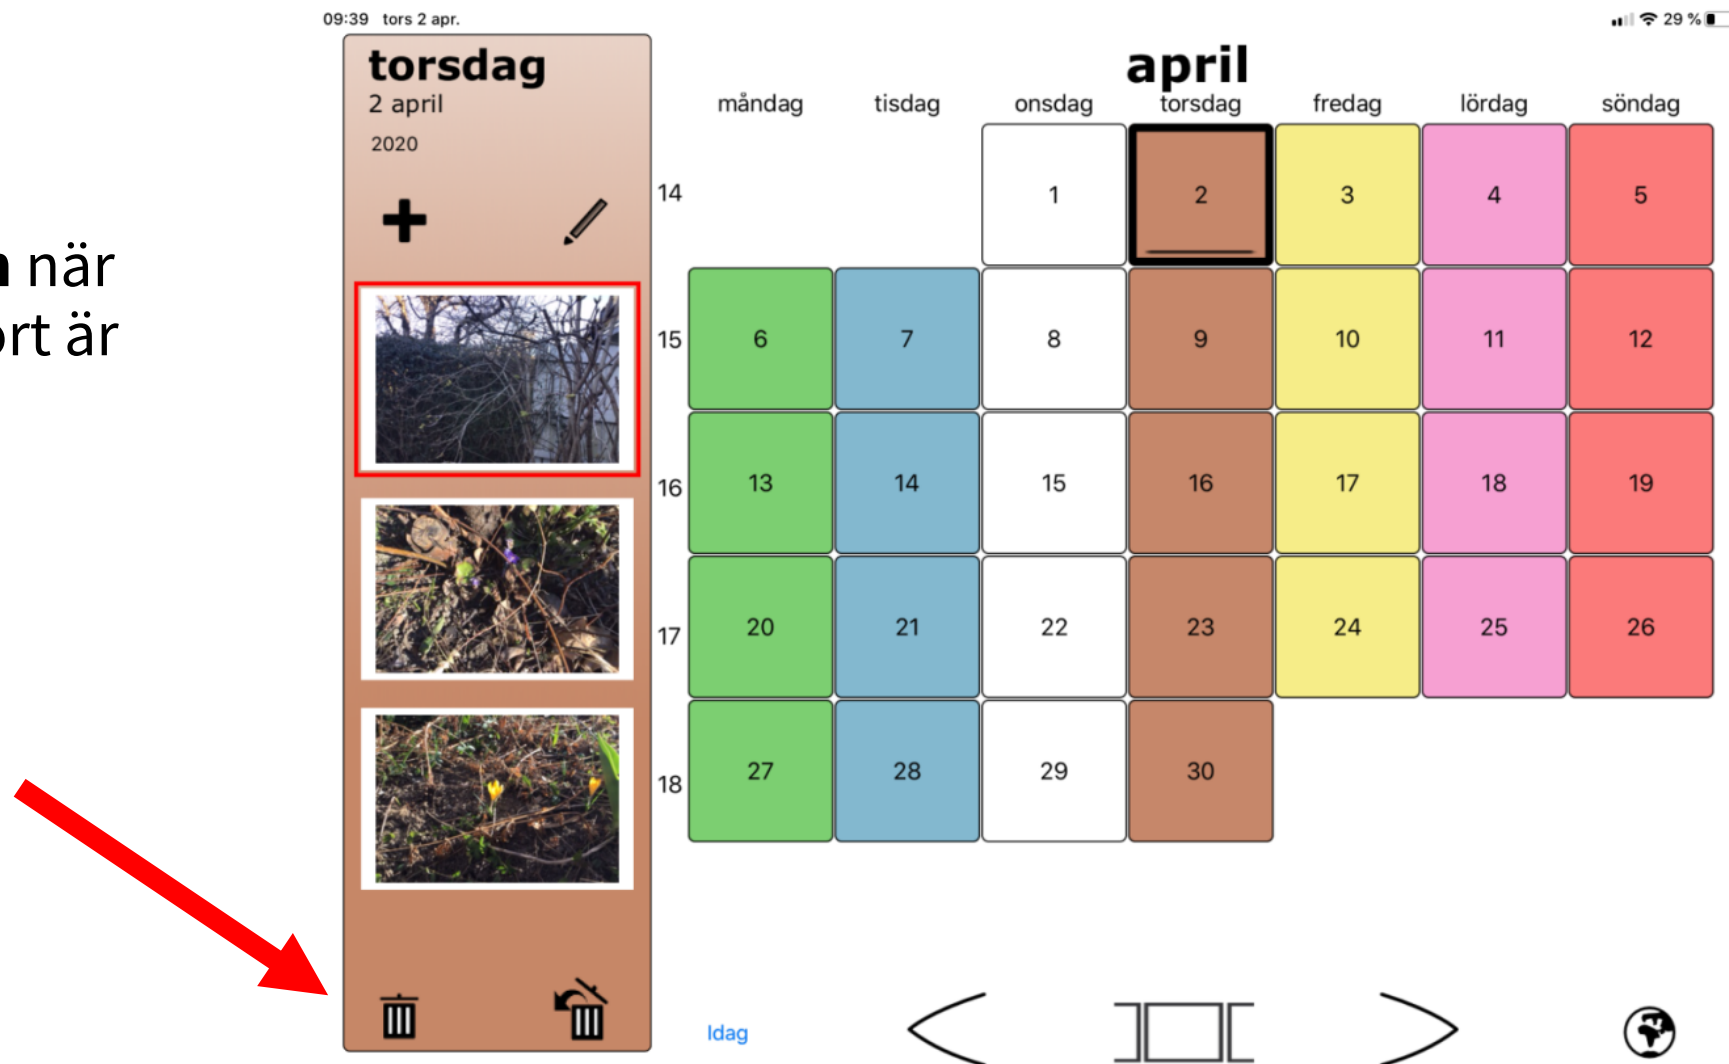 när
är
09:39 tors 2 apr.
29 %
torsdag
2 april
2020
april
måndag tisdag onsdag torsdag fredag lördag söndag
14 1 2 3 4 5
15 6 7 8 9 10 11 12
16 13 14 15 16 17 18 19
17 20 21 22 23 24 25 26
18 27 28 29 30
Idag